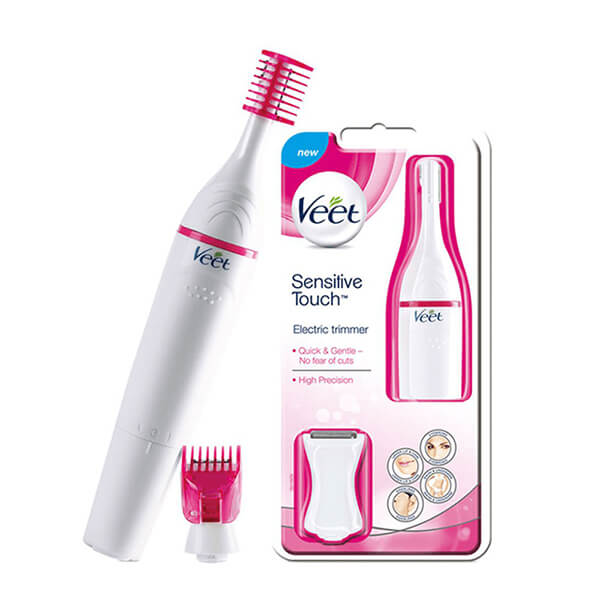 Veet
new
Veet
Sensitive
Touch™
Electric trimmer
• Quick & Gentle –
No fear of cuts
• High Precision
Veet